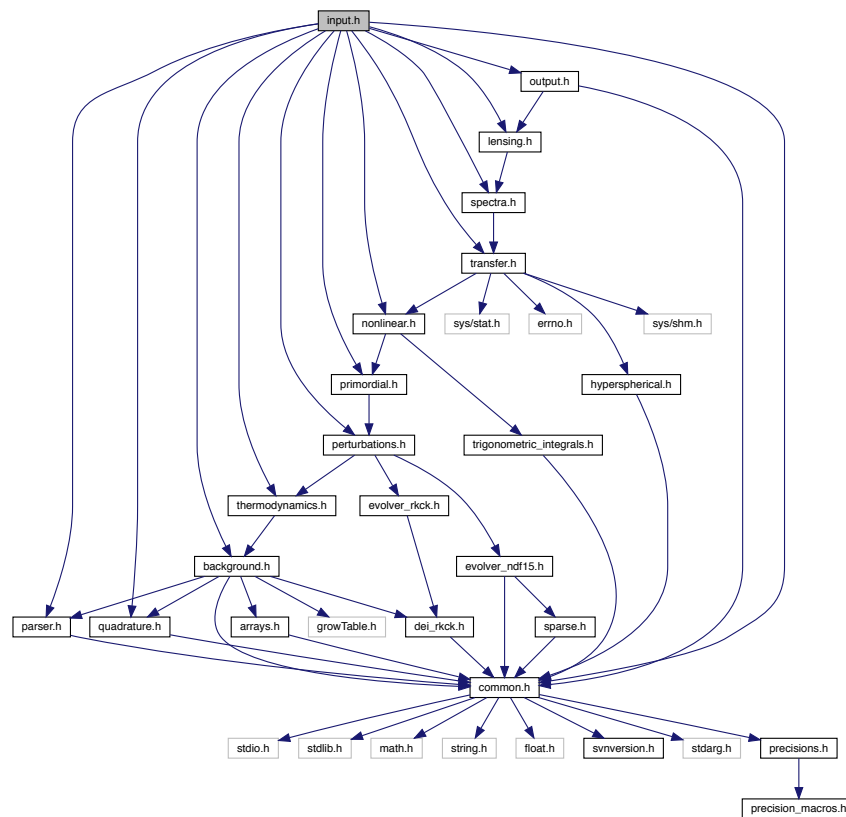 input.h
output.h
lensing.h
spectra.h
transfer.h
nonlinear.h
sys/stat.h
errno.h
sys/shm.h
primordial.h
hyperspherical.h
perturbations.h
trigonometric_integrals.h
thermodynamics.h
evolver_rkck.h
background.h
evolver_ndf15.h
parser.h
quadrature.h
arrays.h
growTable.h
dei_rkck.h
sparse.h
common.h
stdio.h
stdlib.h
math.h
string.h
float.h
svnversion.h
stdarg.h
precisions.h
precision_macros.h